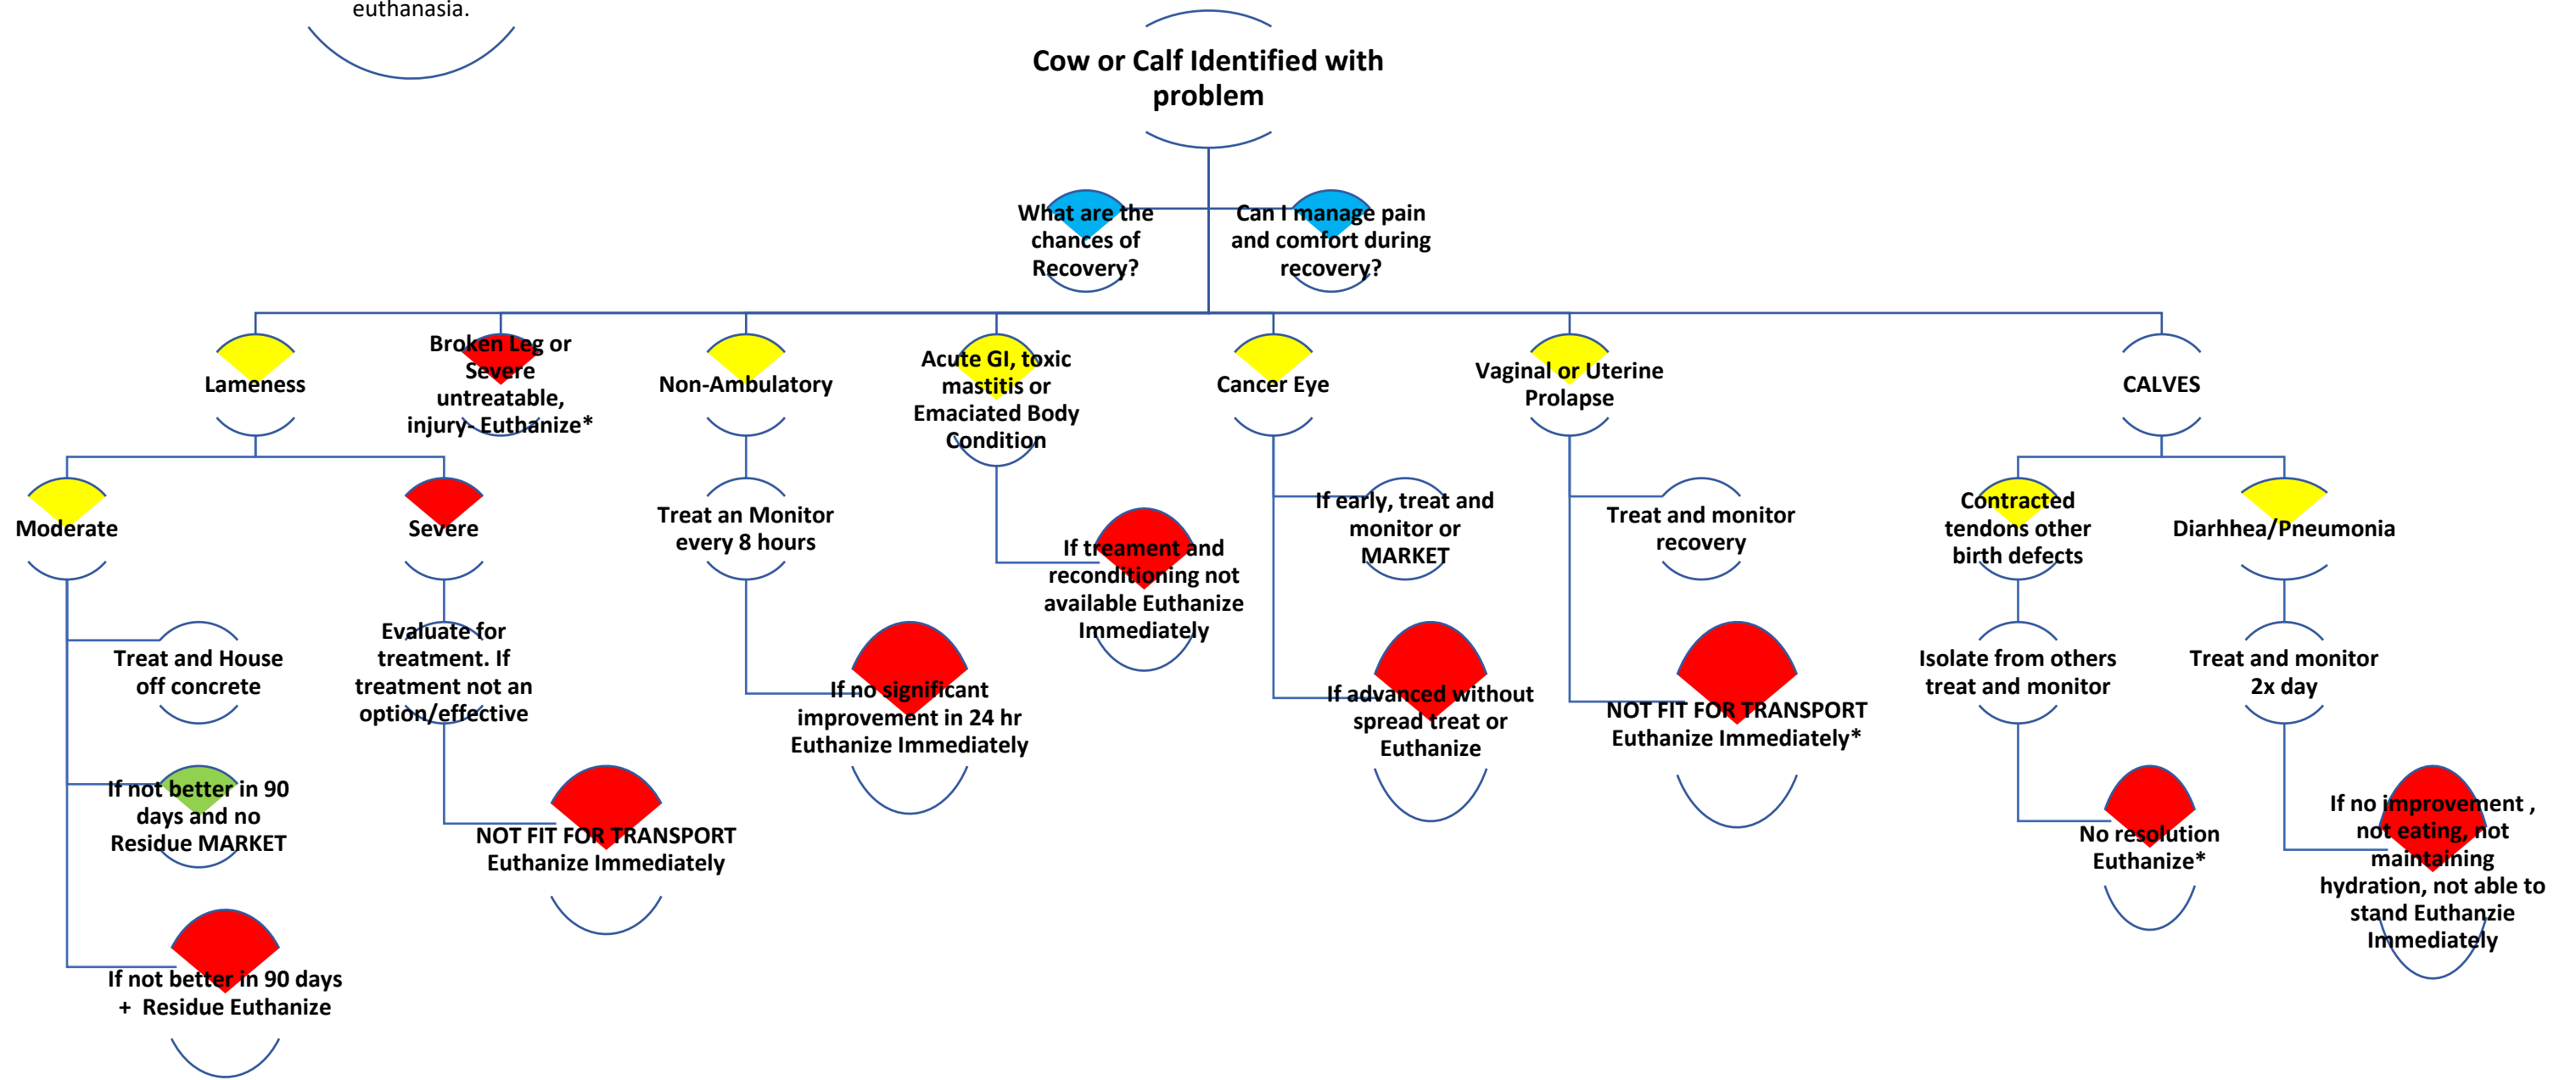 euthanasia.
Cow or Calf Identified with
problem
What are the
chances of
Recovery?
Can I manage pain
and comfort during
recovery?
Lameness
Broken Leg or
Severe
untreatable,
injury- Euthanize*
Non-Ambulatory
Acute GI, toxic
mastitis or
Emaciated Body
Condition
Cancer Eye
Vaginal or Uterine
Prolapse
CALVES
Moderate
Severe
Treat an Monitor
every 8 hours
If treament and
reconditioning not
available Euthanize
Immediately
If early, treat and
monitor or
MARKET
Treat and monitor
recovery
Contracted
tendons other
birth defects
Diarhhea/Pneumonia
Treat and House
off concrete
Evaluate for
treatment. If
treatment not an
option/effective
If no significant
improvement in 24 hr
Euthanize Immediately
If advanced without
spread treat or
Euthanize
NOT FIT FOR TRANSPORT
Euthanize Immediately*
Isolate from others
treat and monitor
Treat and monitor
2x day
If not better in 90
days and no
Residue MARKET
NOT FIT FOR TRANSPORT
Euthanize Immediately
No resolution
Euthanize*
If no improvement ,
not eating, not
maintaining
hydration, not able to
stand Euthanzie
Immediately
If not better in 90 days
+ Residue Euthanize